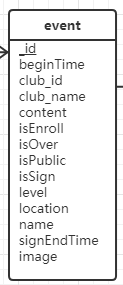 event
_id
beginTime
club_id
club_name
content
isEnroll
isOver
isPublic
isSign
level
location
name
signEndTime
image